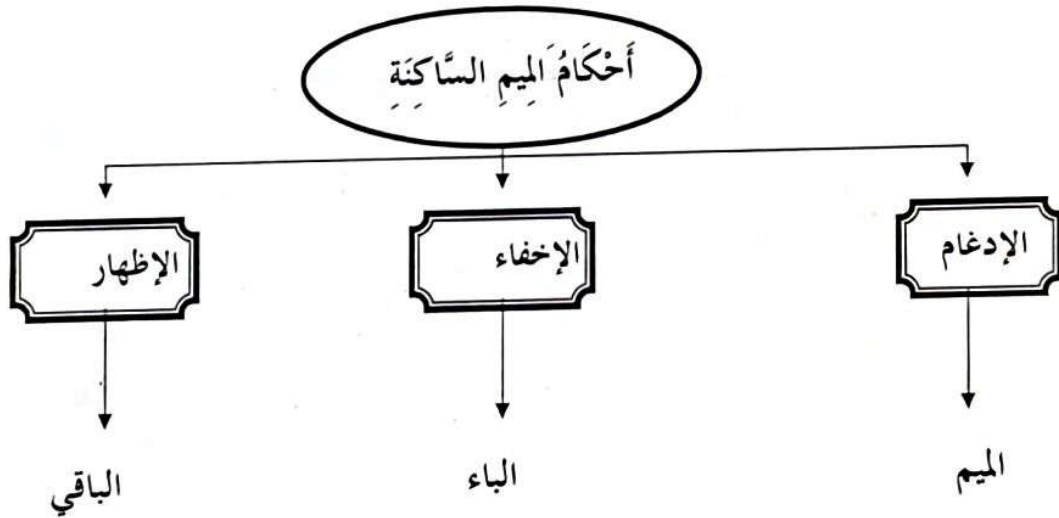 أَحْكَامُ المِيمِ السَّاكِنَةِ
الإدغام
الإخفاء
الإظهار
الميم
الباء
الباقي